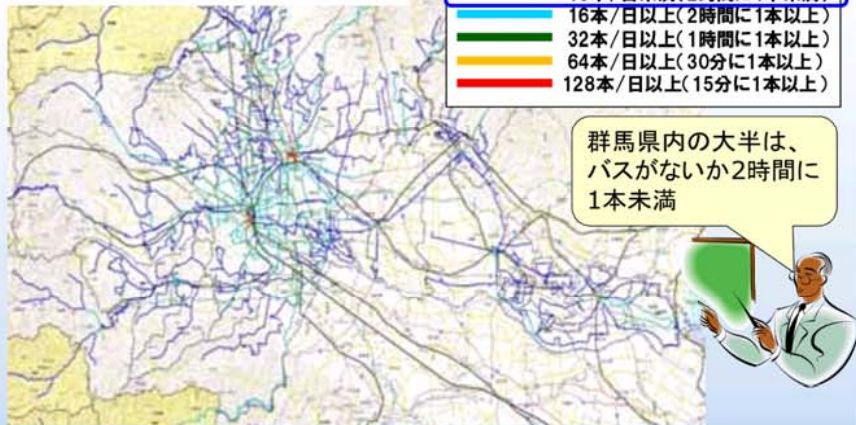 16本/日以上(2時間に1本以上)
32本/日以上(1時間に1本以上)
64本/日以上(30分に1本以上)
128本/日以上(15分に1本以上)
群馬県内の大半は、
バスがないか2時間に
1本未満